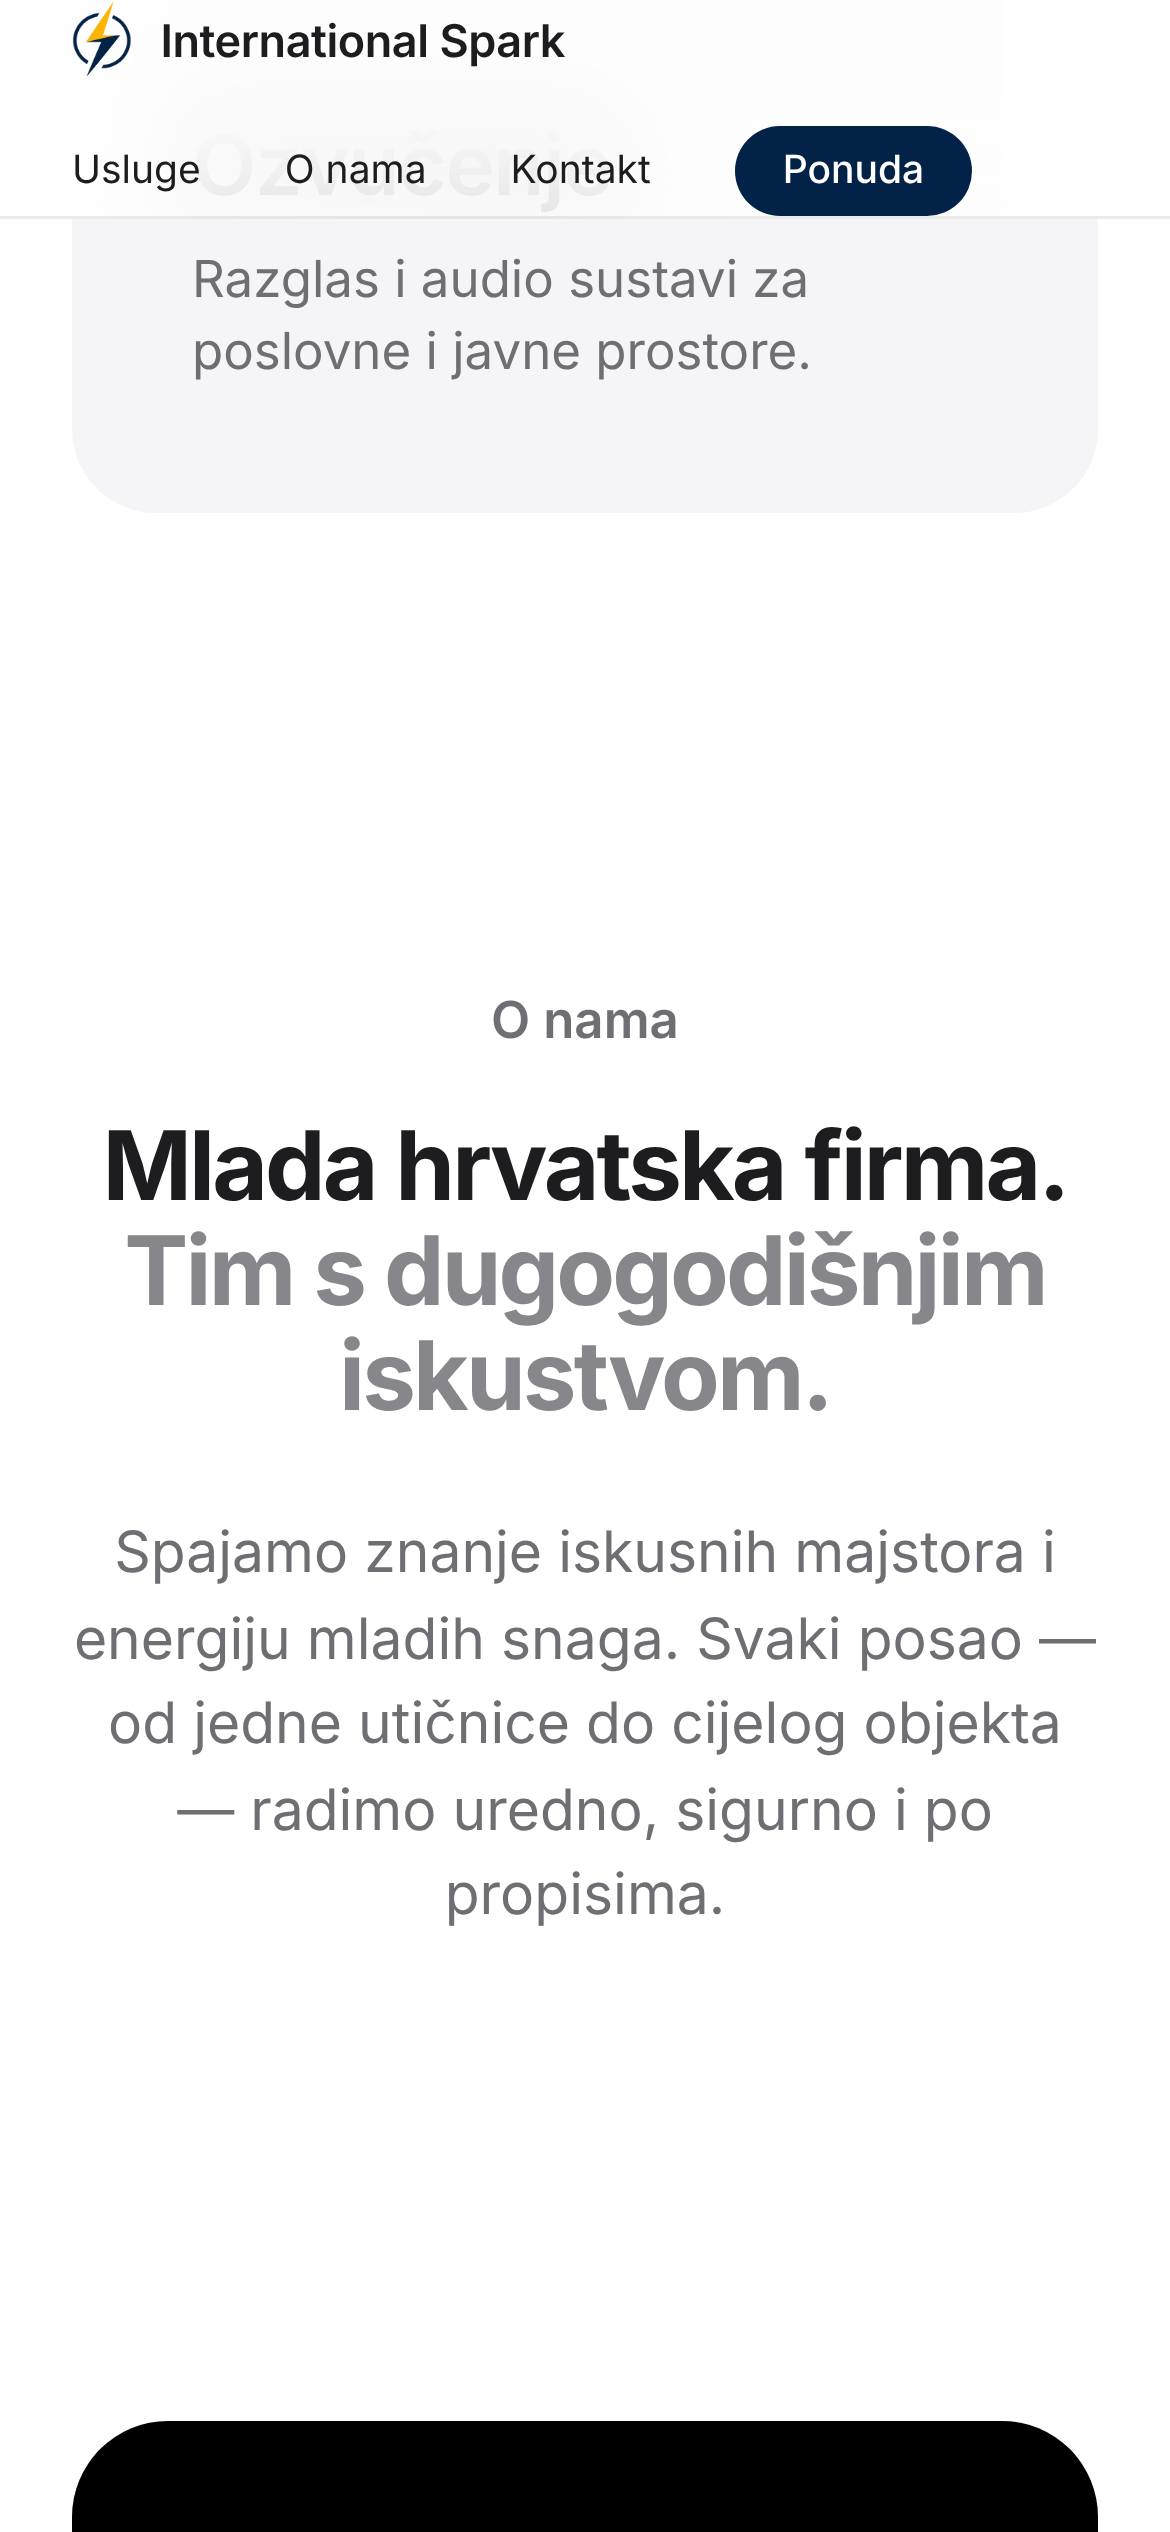 International Spark
Ozvučenje
Usluge O nama Kontakt Ponuda
Razglas i audio sustavi za
poslovne i javne prostore.
O nama
Mlada hrvatska firma.
Tim s dugogodišnjim
iskustvom.
Spajamo znanje iskusnih majstora i
energiju mladih snaga. Svaki posao —
od jedne utičnice do cijelog objekta
— radimo uredno, sigurno i po
propisima.